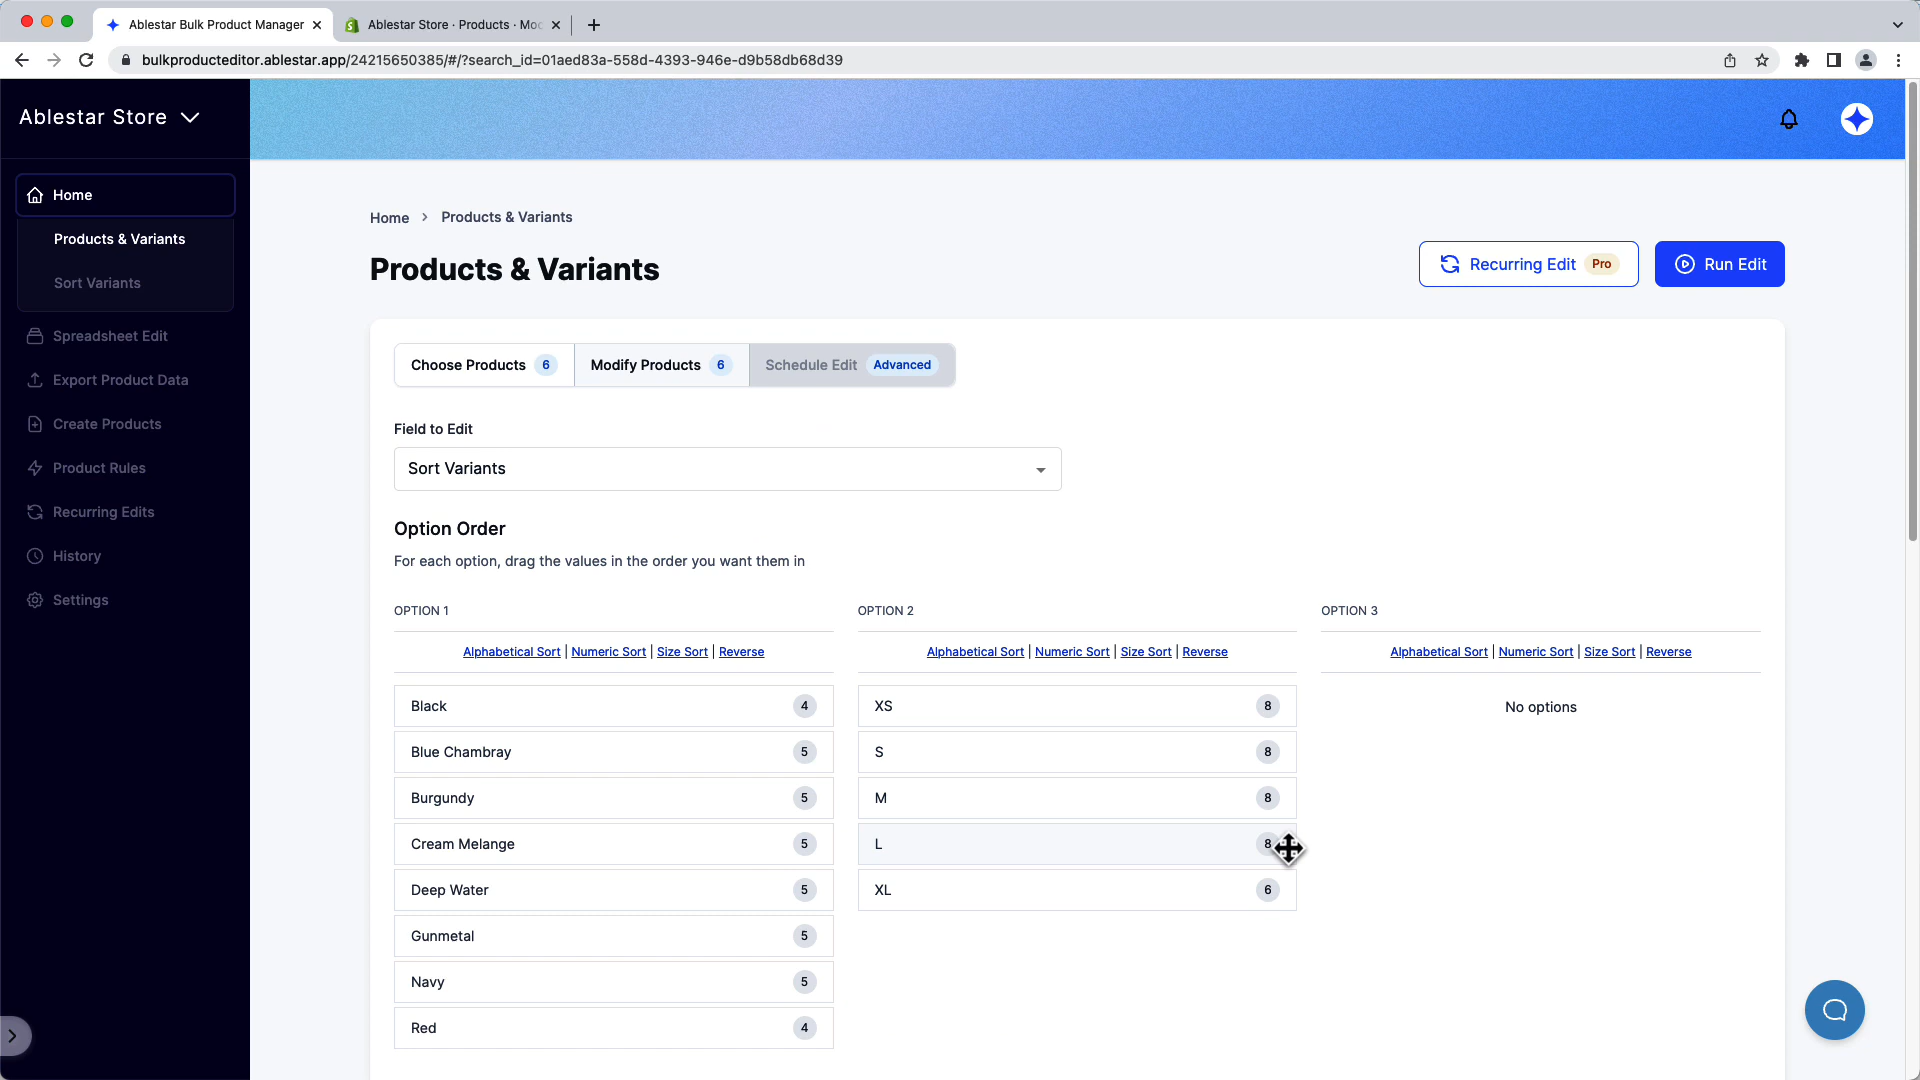 Ablestar Bulk Product Manager
Ablestar Store · Products · Moc
bulkproducteditor.ablestar.app/24215650385/#/?search_id=01aed83a-558d-4393-946e-d9b58db68d39
Ablestar Store
Home
Products & Variants
Sort Variants
Spreadsheet Edit
Export Product Data
Create Products
Product Rules
Recurring Edits
History
Settings
Home > Products & Variants
Products & Variants
Recurring Edit Pro
Run Edit
Choose Products 6
Modify Products 6
Schedule Edit Advanced
Field to Edit
Sort Variants
Option Order
For each option, drag the values in the order you want them in
OPTION 1
Alphabetical Sort | Numeric Sort | Size Sort | Reverse
Black 4
Blue Chambray 5
Burgundy 5
Cream Melange 5
Deep Water 5
Gunmetal 5
Navy 5
Red 4
OPTION 2
Alphabetical Sort | Numeric Sort | Size Sort | Reverse
XS 8
S 8
M 8
L 8
XL 6
OPTION 3
Alphabetical Sort | Numeric Sort | Size Sort | Reverse
No options